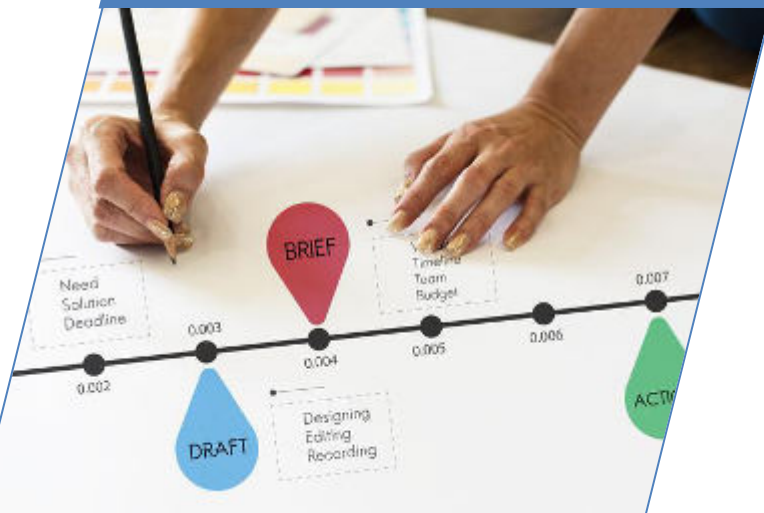 BRIEF
Timeline
Team
Budget
Need
Solution
Deadline
0.007
0.003
0.006
0.005
0.004
0.002
Designing
Editing
Recording
DRAFT